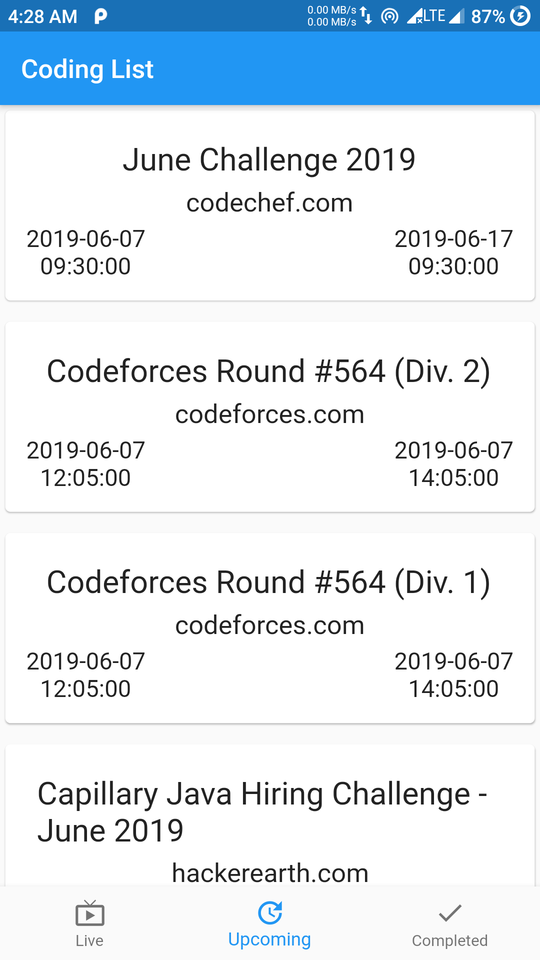 4:28 AM
0.00 MB/s
0.00 MB/s
LTE
87%
Coding List
June Challenge 2019
codechef.com
2019-06-07 2019-06-17
09:30:00 09:30:00
Codeforces Round #564 (Div. 2)
codeforces.com
2019-06-07 2019-06-07
12:05:00 14:05:00
Codeforces Round #564 (Div. 1)
codeforces.com
2019-06-07 2019-06-07
12:05:00 14:05:00
Capillary Java Hiring Challenge -
June 2019
hackerearth.com
Live Upcoming Completed